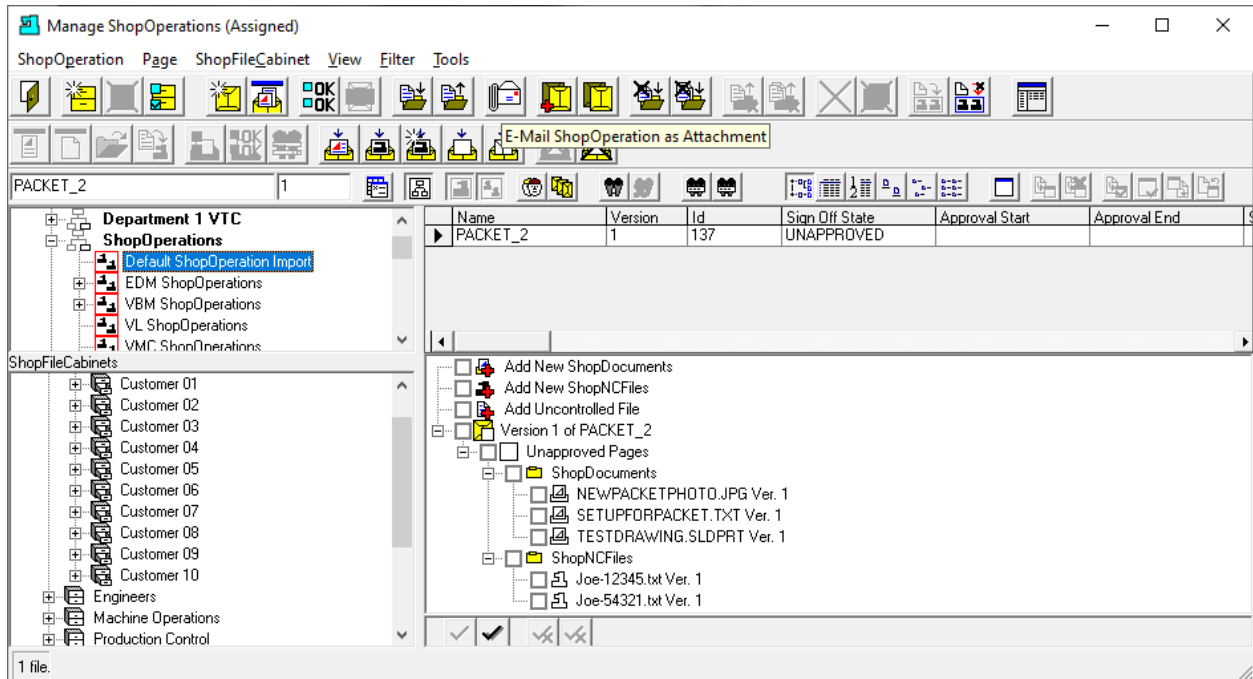 Manage ShopOperations (Assigned)
ShopOperation Page ShopFileCabinet View Filter Tools
OK
OK
E-Mail ShopOperation as Attachment
PACKET_2 1
Department 1 VTC
ShopOperations
Default ShopOperation Import
EDM ShopOperations
VBM ShopOperations
VL ShopOperations
VMC ShopOperations
Name Version Id Sign Off State Approval Start Approval End S
PACKET_2 1 137 UNAPPROVED
ShopFileCabinets
Customer 01
Customer 02
Customer 03
Customer 04
Customer 05
Customer 06
Customer 07
Customer 08
Customer 09
Customer 10
Engineers
Machine Operations
Production Control
Add New ShopDocuments
Add New ShopNCFiles
Add Uncontrolled File
Version 1 of PACKET_2
Unapproved Pages
ShopDocuments
NEWPACKETPHOTO.JPG Ver. 1
SETUPFORPACKET.TXT Ver. 1
TESTDRAWING.SLDPRT Ver. 1
ShopNCFiles
Joe-12345.txt Ver. 1
Joe-54321.txt Ver. 1
1 file.